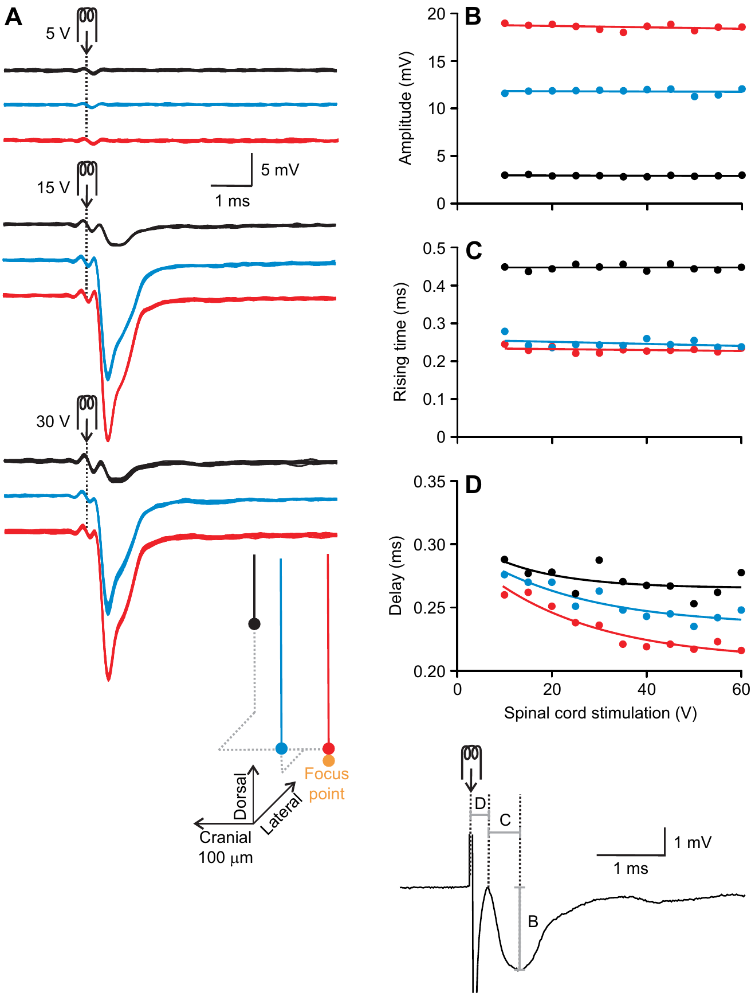 A
5 V
5 mV
1 ms
15 V
30 V
Focus
point
Dorsal
Lateral
Cranial
100 µm
B
20
15
10
5
0
Amplitude (mV)
C
0.5
0.4
0.3
0.2
0.1
0
Rising time (ms)
D
0.35
0.30
0.25
0.20
Delay (ms)
0 20 40 60
Spinal cord stimulation (V)
D
C
B
1 mV
1 ms